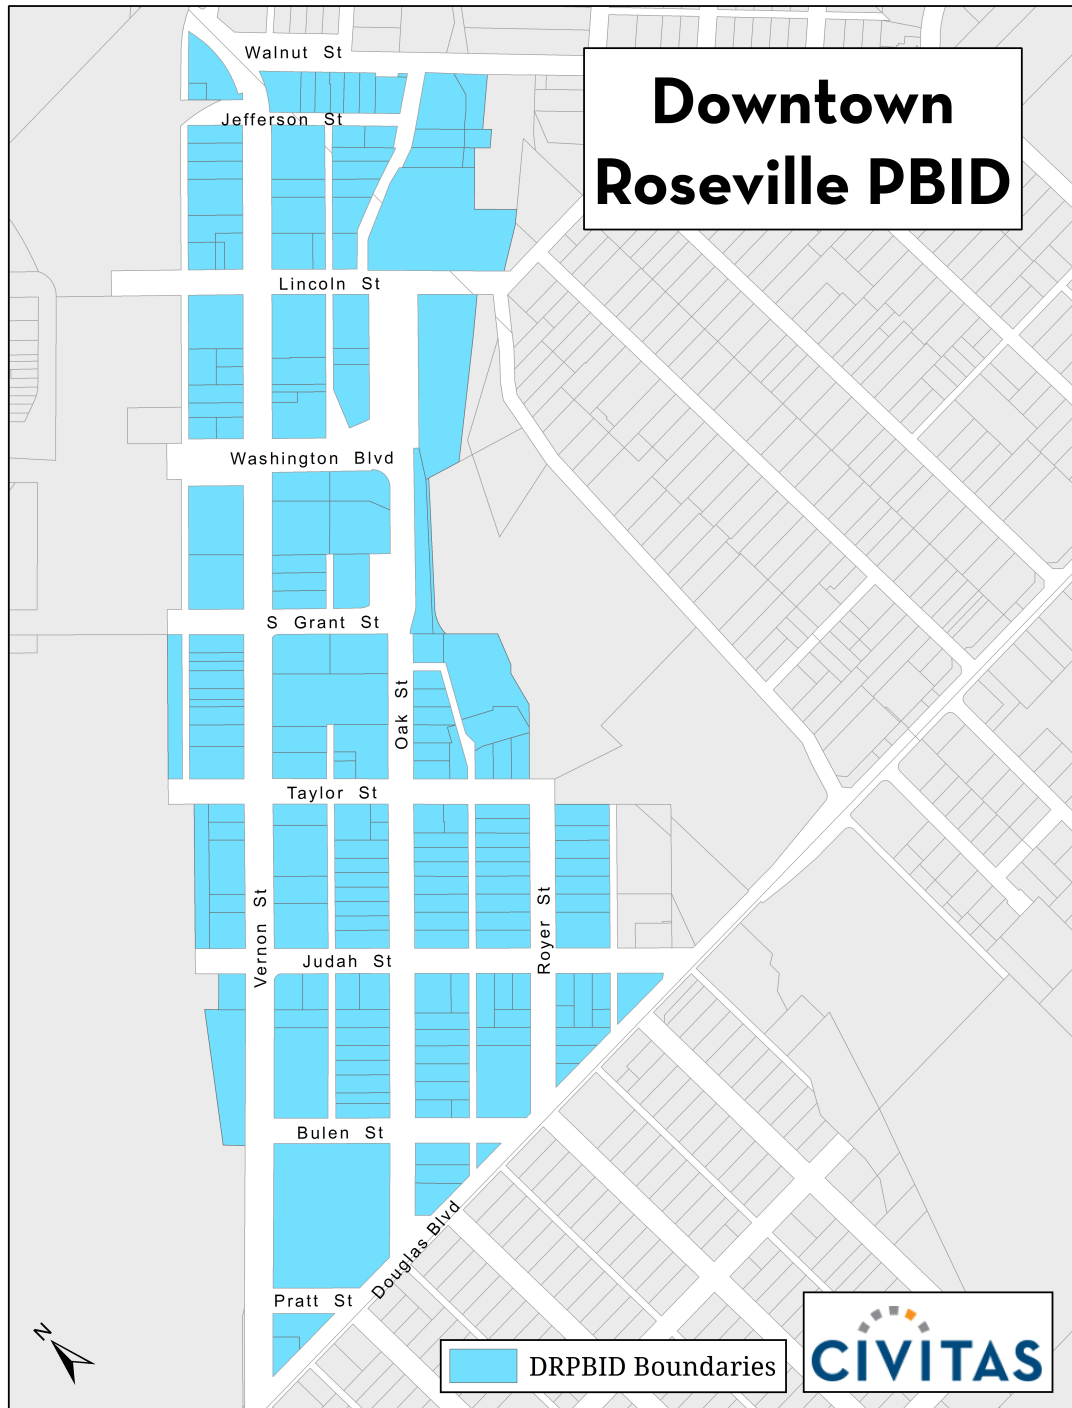 Walnut St
Downtown
Roseville PBID
Jefferson St
Lincoln St
Washington Blvd
S Grant St
Oak St
Taylor St
Vernon St
Royer St
Judah St
Bulen St
Douglas Blvd
Pratt St
N
DRPBID Boundaries
CIVITAS